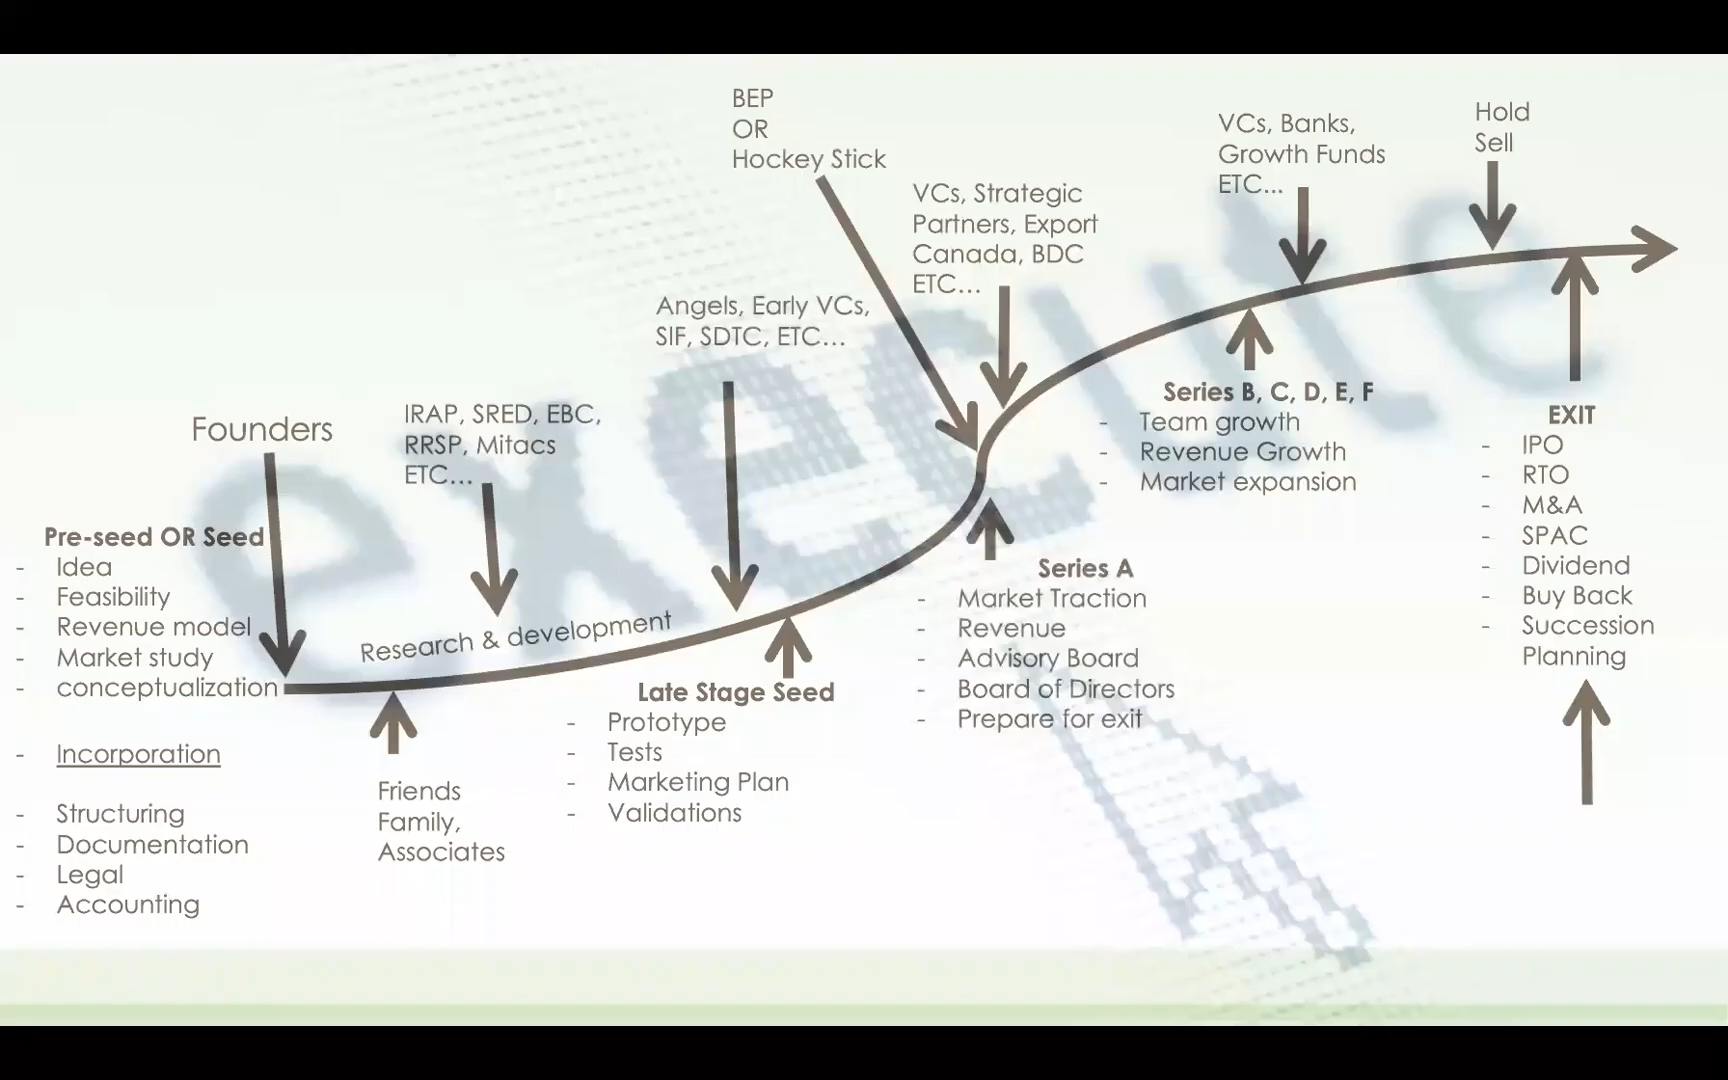 BEP
OR
Hockey Stick
VCs, Strategic
Partners, Export
Canada, BDC
ETC...
VCs, Banks,
Growth Funds
ETC...
Hold
Sell
Angels, Early VCs,
SIF, SDTC, ETC...
Founders
IRAP, SRED, EBC,
RRSP, Mitacs
ETC...
Pre-seed OR Seed
- Idea
- Feasibility
- Revenue model
- Market study
- conceptualization
- Incorporation
- Structuring
- Documentation
- Legal
- Accounting
Research & development
Friends
Family,
Associates
Late Stage Seed
- Prototype
- Tests
- Marketing Plan
- Validations
Series A
- Market Traction
- Revenue
- Advisory Board
- Board of Directors
- Prepare for exit
Series B, C, D, E, F
- Team growth
- Revenue Growth
- Market expansion
EXIT
- IPO
- RTO
- M&A
- SPAC
- Dividend
- Buy Back
- Succession
Planning
execute